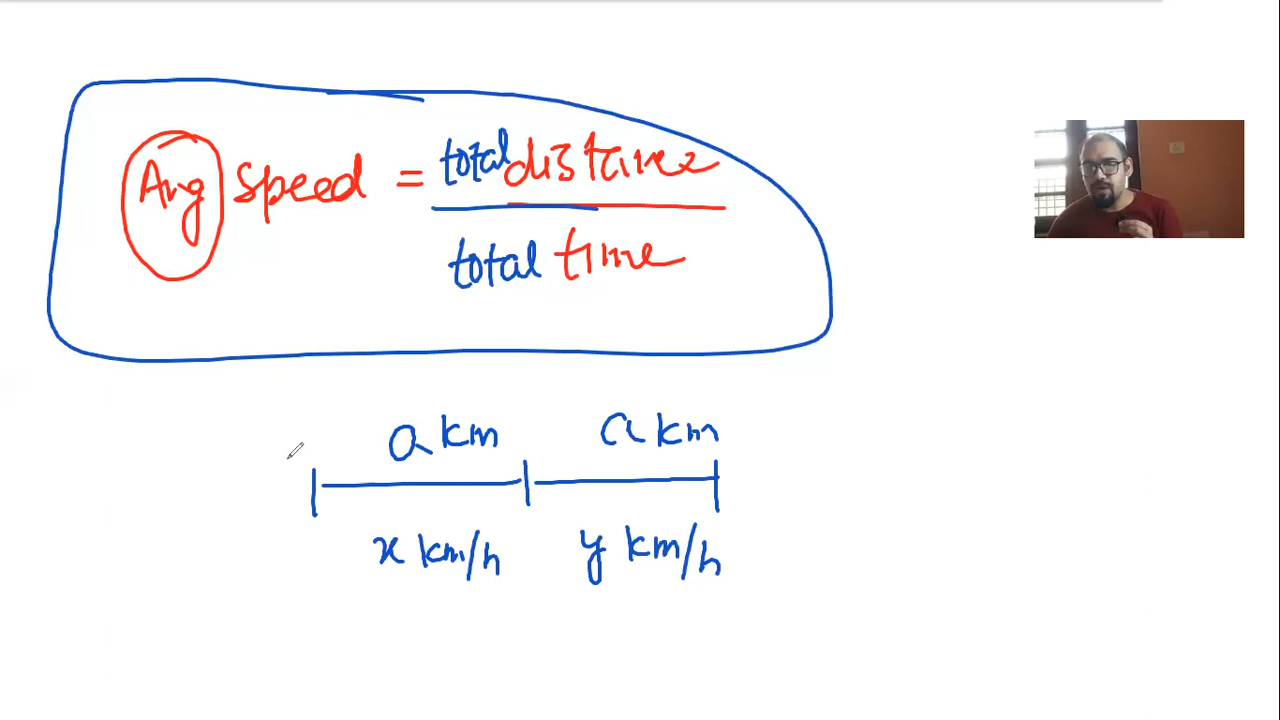 Avg speed = total distance
total time
a km a km
x km/h y km/h